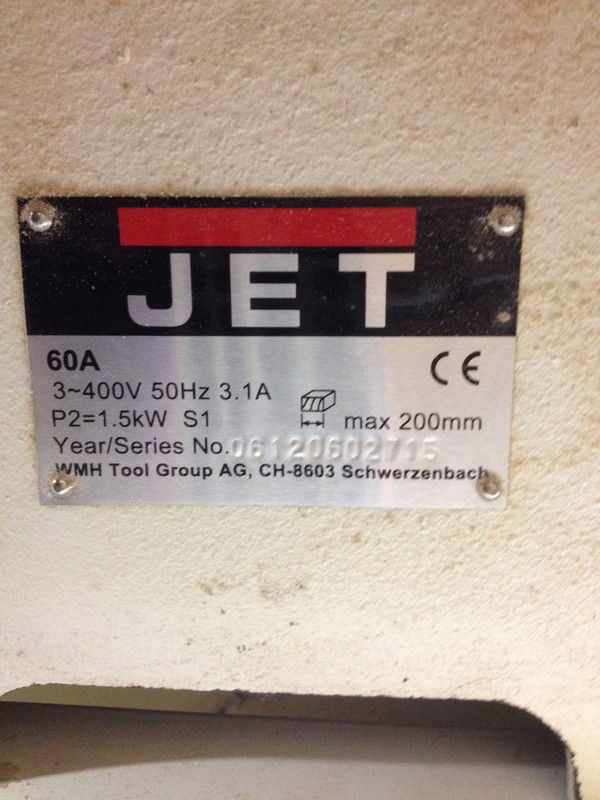 JET
60A
CE
3~400V 50Hz 3.1A
P2=1.5kW S1
max 200mm
Year/Series No. 06120602715
WMH Tool Group AG, CH-8603 Schwerzenbach